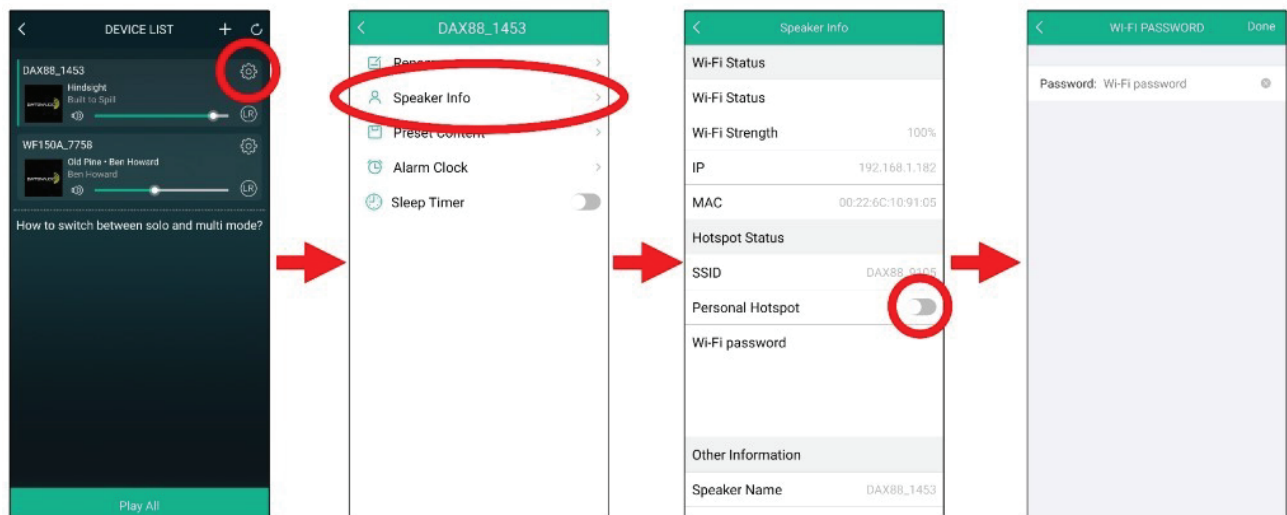 DEVICE LIST
DAX88_1453
Hindsight
Built to Spill
LR
WF150A_7758
Old Pine • Ben Howard
Ben Howard
LR
How to switch between solo and multi mode?
Play All
DAX88_1453
Speaker Info
Preset Content
Alarm Clock
Sleep Timer
Speaker Info
Wi-Fi Status
Wi-Fi Status
Wi-Fi Strength 100%
IP 192.168.1.182
MAC 00:22:6C:10:91:05
Hotspot Status
SSID DAX88_9105
Personal Hotspot
Wi-Fi password
Other Information
Speaker Name DAX88_1453
WI-FI PASSWORD Done
Password: Wi-Fi password